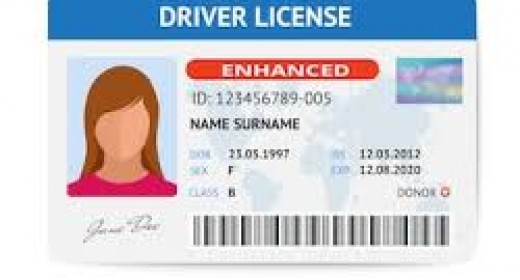 DRIVER LICENSE
ENHANCED
ID: 123456789-005
NAME SURNAME
DOB 23.03.1997 ISS 12.03.2012
SEX F EXP 12.08.2020
CLASS B DONOR
Jane Doe